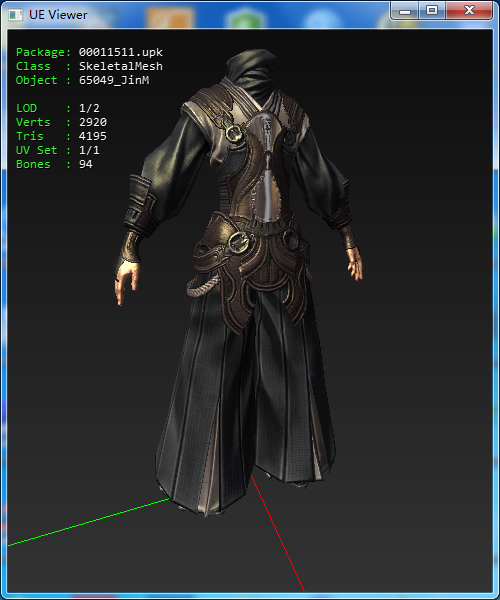 UE Viewer
Package: 00011511.upk
Class  : SkeletalMesh
Object : 65049_JinM
LOD    : 1/2
Verts  : 2920
Tris   : 4195
UV Set : 1/1
Bones  : 94